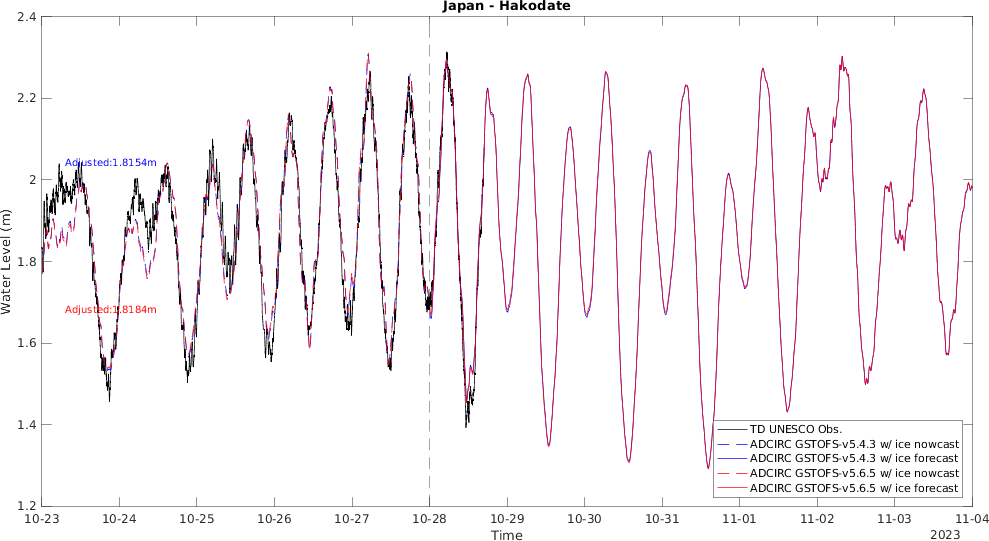 Japan - Hakodate
2.4
2.2
2
1.8
1.6
1.4
1.2
Water Level (m)
Adjusted:1.8154m
Adjusted:1.8184m
TD UNESCO Obs.
ADCIRC GSTOFS-v5.4.3 w/ ice nowcast
ADCIRC GSTOFS-v5.4.3 w/ ice forecast
ADCIRC GSTOFS-v5.6.5 w/ ice nowcast
ADCIRC GSTOFS-v5.6.5 w/ ice forecast
10-23 10-24 10-25 10-26 10-27 10-28 10-29 10-30 10-31 11-01 11-02 11-03 11-04
Time
2023